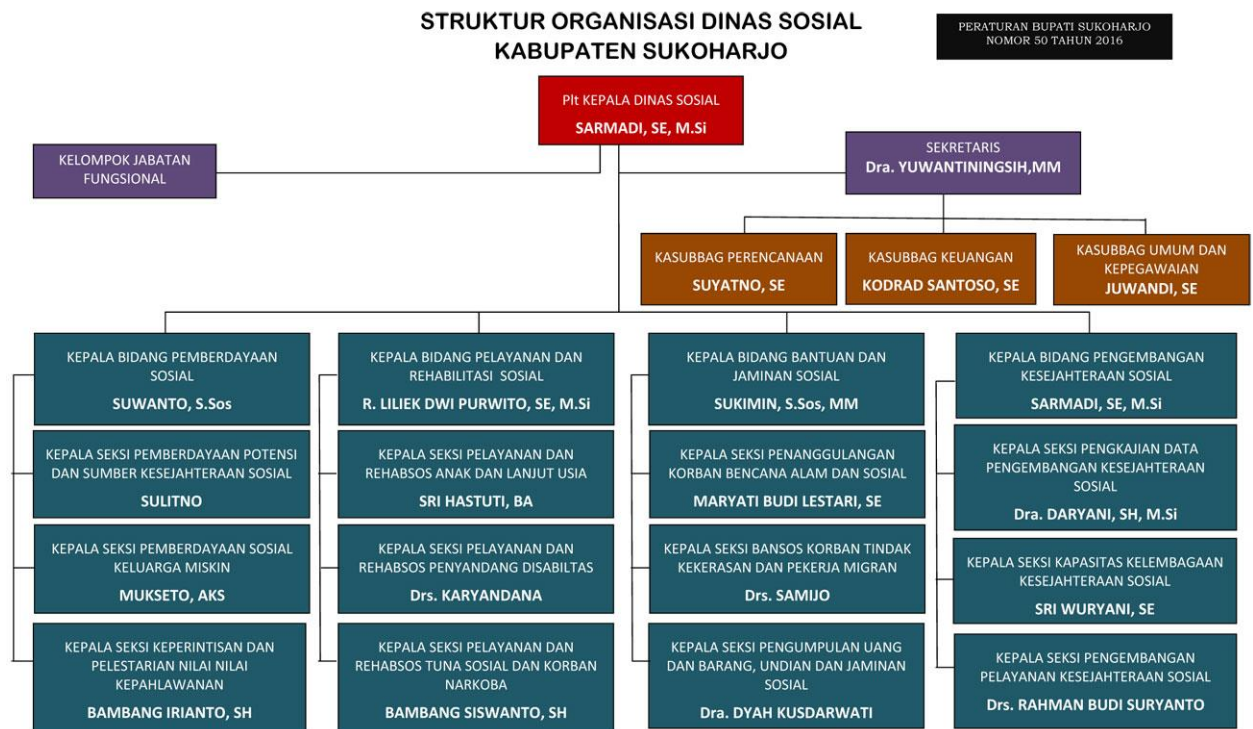 STRUKTUR ORGANISASI DINAS SOSIAL
KABUPATEN SUKOHARJO
PERATURAN BUPATI SUKOHARJO
NOMOR 50 TAHUN 2016
Plt KEPALA DINAS SOSIAL
SARMADI, SE, M.Si
KELOMPOK JABATAN
FUNGSIONAL
SEKRETARIS
Dra. YUWANTININGSIH,MM
KASUBBAG PERENCANAAN
SUYATNO, SE
KASUBBAG KEUANGAN
KODRAD SANTOSO, SE
KASUBBAG UMUM DAN
KEPEGAWAIAN
JUWANDI, SE
KEPALA BIDANG PEMBERDAYAAN
SOSIAL
SUWANTO, S.Sos
KEPALA SEKSI PEMBERDAYAAN POTENSI
DAN SUMBER KESEJAHTERAAN SOSIAL
SULITNO
KEPALA SEKSI PEMBERDAYAAN SOSIAL
KELUARGA MISKIN
MUKSETO, AKS
KEPALA SEKSI KEPERINTISAN DAN
PELESTARIAN NILAI NILAI
KEPAHLAWANAN
BAMBANG IRIANTO, SH
KEPALA BIDANG PELAYANAN DAN
REHABILITASI SOSIAL
R. LILIEK DWI PURWITO, SE, M.Si
KEPALA SEKSI PELAYANAN DAN
REHABSOS ANAK DAN LANJUT USIA
SRI HASTUTI, BA
KEPALA SEKSI PELAYANAN DAN
REHABSOS PENYANDANG DISABILTAS
Drs. KARYANDANA
KEPALA SEKSI PELAYANAN DAN
REHABSOS TUNA SOSIAL DAN KORBAN
NARKOBA
BAMBANG SISWANTO, SH
KEPALA BIDANG BANTUAN DAN
JAMINAN SOSIAL
SUKIMIN, S.Sos, MM
KEPALA SEKSI PENANGGULANGAN
KORBAN BENCANA ALAM DAN SOSIAL
MARYATI BUDI LESTARI, SE
KEPALA SEKSI BANSOS KORBAN TINDAK
KEKERASAN DAN PEKERJA MIGRAN
Drs. SAMIJO
KEPALA SEKSI PENGUMPULAN UANG
DAN BARANG, UNDIAN DAN JAMINAN
SOSIAL
Dra. DYAH KUSDARWATI
KEPALA BIDANG PENGEMBANGAN
KESEJAHTERAAN SOSIAL
SARMADI, SE, M.Si
KEPALA SEKSI PENGKAJIAN DATA
PENGEMBANGAN KESEJAHTERAAN
SOSIAL
Dra. DARYANI, SH, M.Si
KEPALA SEKSI KAPASITAS KELEMBAGAAN
KESEJAHTERAAN SOSIAL
SRI WURYANI, SE
KEPALA SEKSI PENGEMBANGAN
PELAYANAN KESEJAHTERAAN SOSIAL
Drs. RAHMAN BUDI SURYANTO